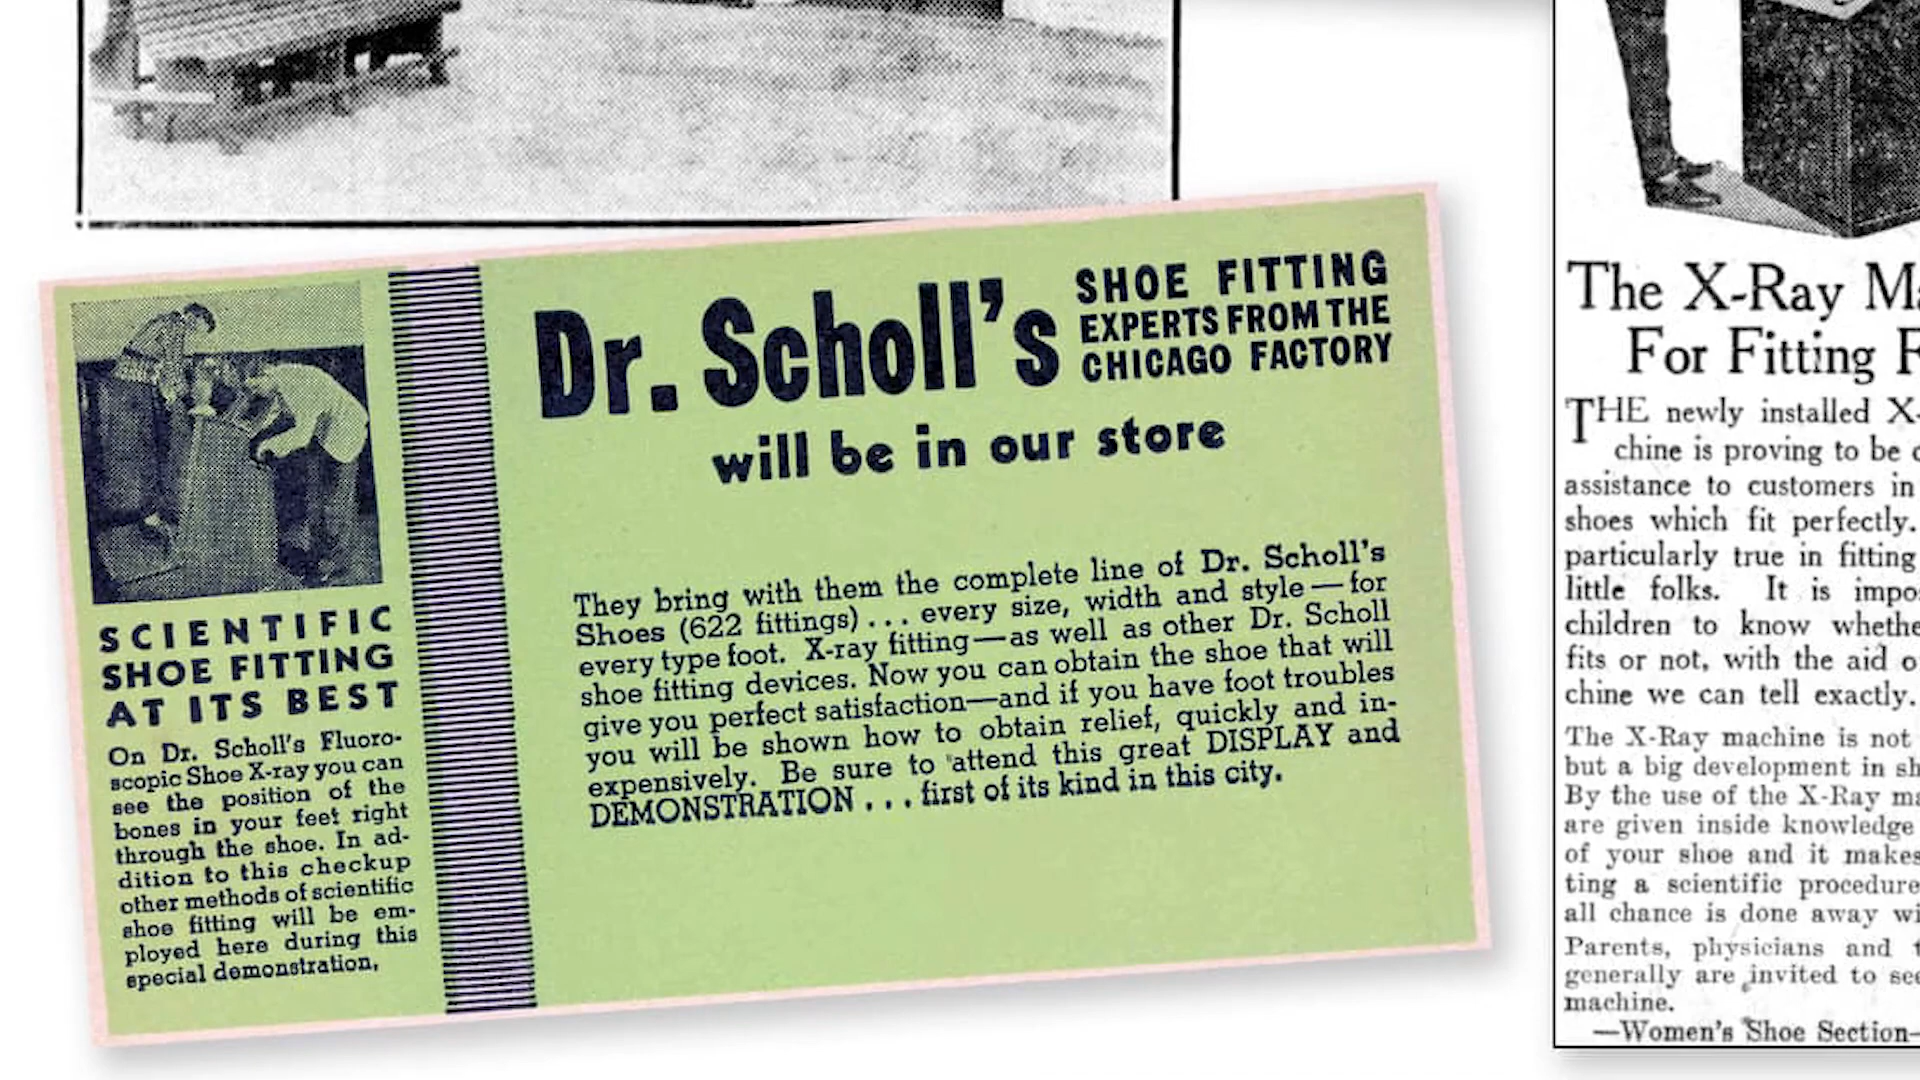 Dr. Scholl's
SHOE FITTING
EXPERTS FROM THE
CHICAGO FACTORY
will be in our store
They bring with them the complete line of Dr. Scholl's
Shoes (622 fittings) . . . every size, width and style—for
every type foot. X-ray fitting—as well as other Dr. Scholl
shoe fitting devices. Now you can obtain the shoe that will
give you perfect satisfaction—and if you have foot troubles
you will be shown how to obtain relief, quickly and in-
expensively. Be sure to attend this great DISPLAY and
DEMONSTRATION . . . first of its kind in this city.
SCIENTIFIC
SHOE FITTING
AT ITS BEST
On Dr. Scholl's Fluoro-
scopic Shoe X-ray you can
see the position of the
bones in your feet right
through the shoe. In ad-
dition to this checkup
other methods of scientific
shoe fitting will be em-
ployed here during this
special demonstration,
The X-Ray
For Fitting
THE newly installed
chine is proving to be
assistance to customers in
shoes which fit perfectly.
particularly true in fitting
little folks. It is
children to know
fits or not, with the aid
chine we can tell exactly.
The X-Ray machine is not
but a big development in
By the use of the X-Ray
are given inside knowledge
of your shoe and it makes
ting a scientific procedure
all chance is done away
Parents, physicians and
generally are invited to
machine.
—Women's Shoe Section—